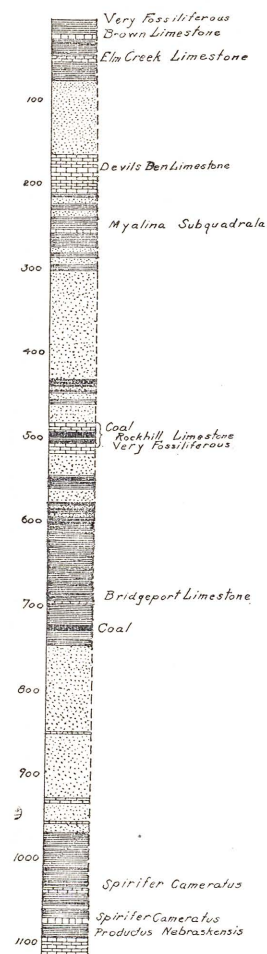 Very Fossiliferous
Brown Limestone
Elm Creek Limestone
100
Devils Den Limestone
200
Myalina Subquadrala
300
400
Coal
500
Rockhill Limestone
Very Fossiliferous
600
700
Bridgeport Limestone
Coal
800
900
1000
Spirifer Cameratus
Spirifer Cameratus
Productus Nebraskensis
1100